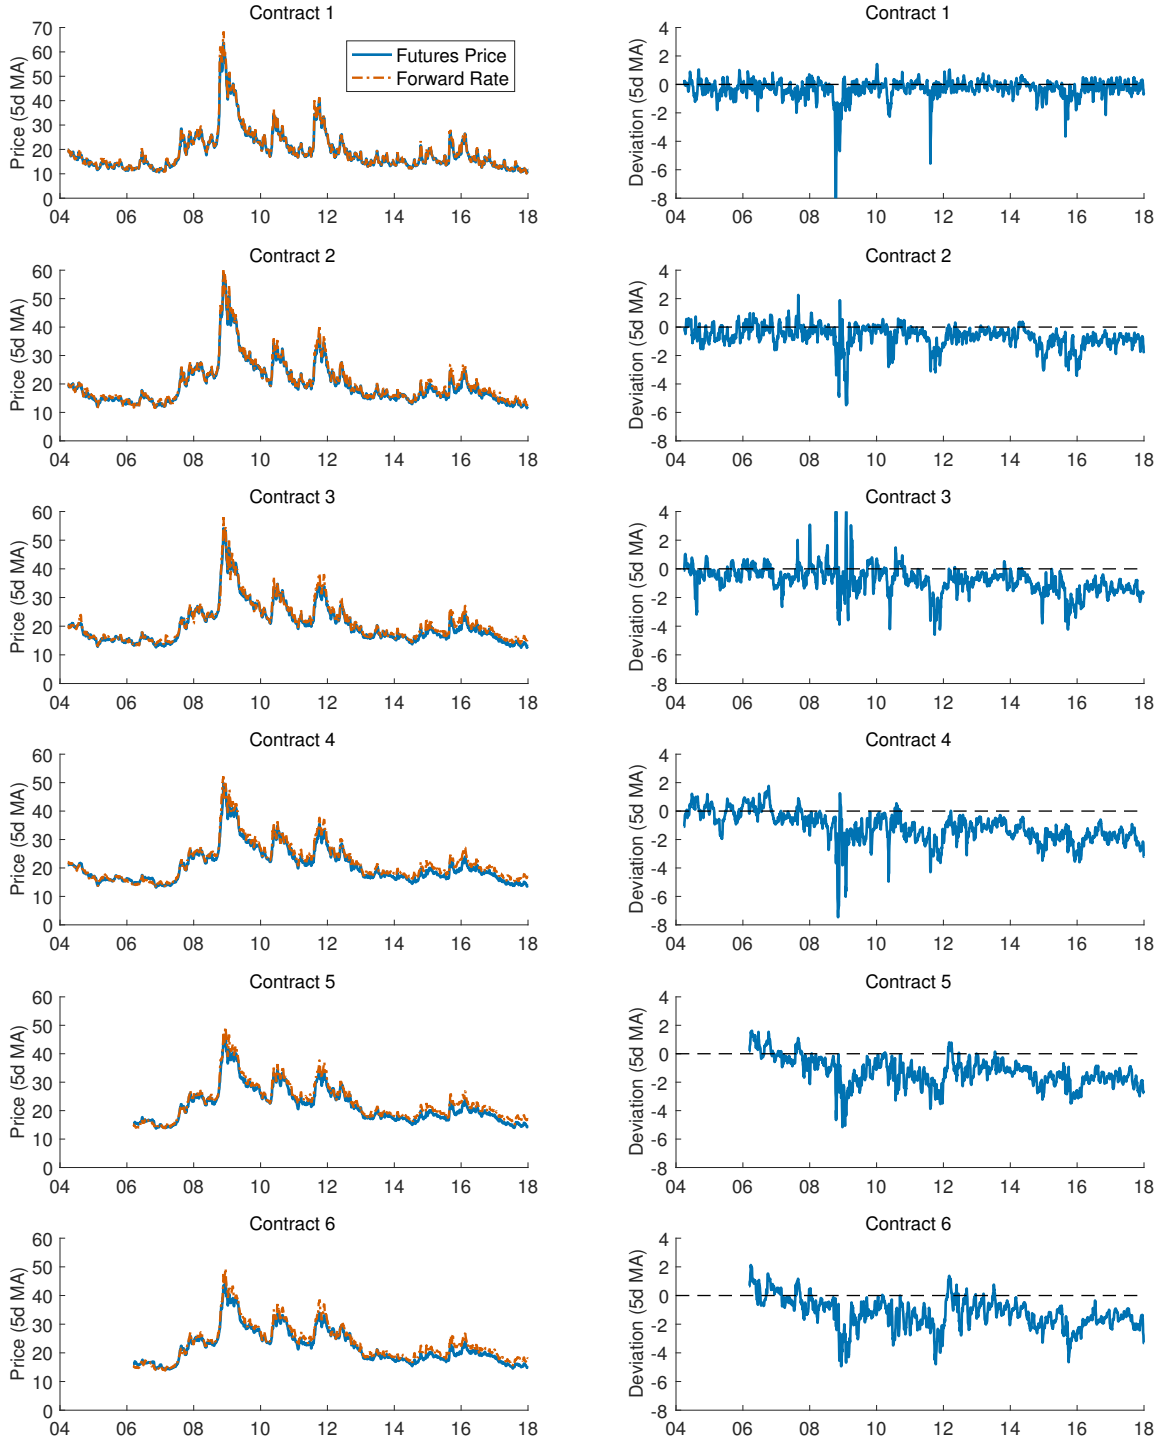 Contract 1
Price (5d MA)
70
60
50
40
30
20
10
0
04 06 08 10 12 14 16 18
Futures Price
Forward Rate
Contract 1
Deviation (5d MA)
4
2
0
-2
-4
-6
-8
04 06 08 10 12 14 16 18
Contract 2
Price (5d MA)
60
50
40
30
20
10
0
04 06 08 10 12 14 16 18
Contract 2
Deviation (5d MA)
4
2
0
-2
-4
-6
-8
04 06 08 10 12 14 16 18
Contract 3
Price (5d MA)
60
50
40
30
20
10
0
04 06 08 10 12 14 16 18
Contract 3
Deviation (5d MA)
4
2
0
-2
-4
-6
-8
04 06 08 10 12 14 16 18
Contract 4
Price (5d MA)
60
50
40
30
20
10
0
04 06 08 10 12 14 16 18
Contract 4
Deviation (5d MA)
4
2
0
-2
-4
-6
-8
04 06 08 10 12 14 16 18
Contract 5
Price (5d MA)
60
50
40
30
20
10
0
04 06 08 10 12 14 16 18
Contract 5
Deviation (5d MA)
4
2
0
-2
-4
-6
-8
04 06 08 10 12 14 16 18
Contract 6
Price (5d MA)
60
50
40
30
20
10
0
04 06 08 10 12 14 16 18
Contract 6
Deviation (5d MA)
4
2
0
-2
-4
-6
-8
04 06 08 10 12 14 16 18